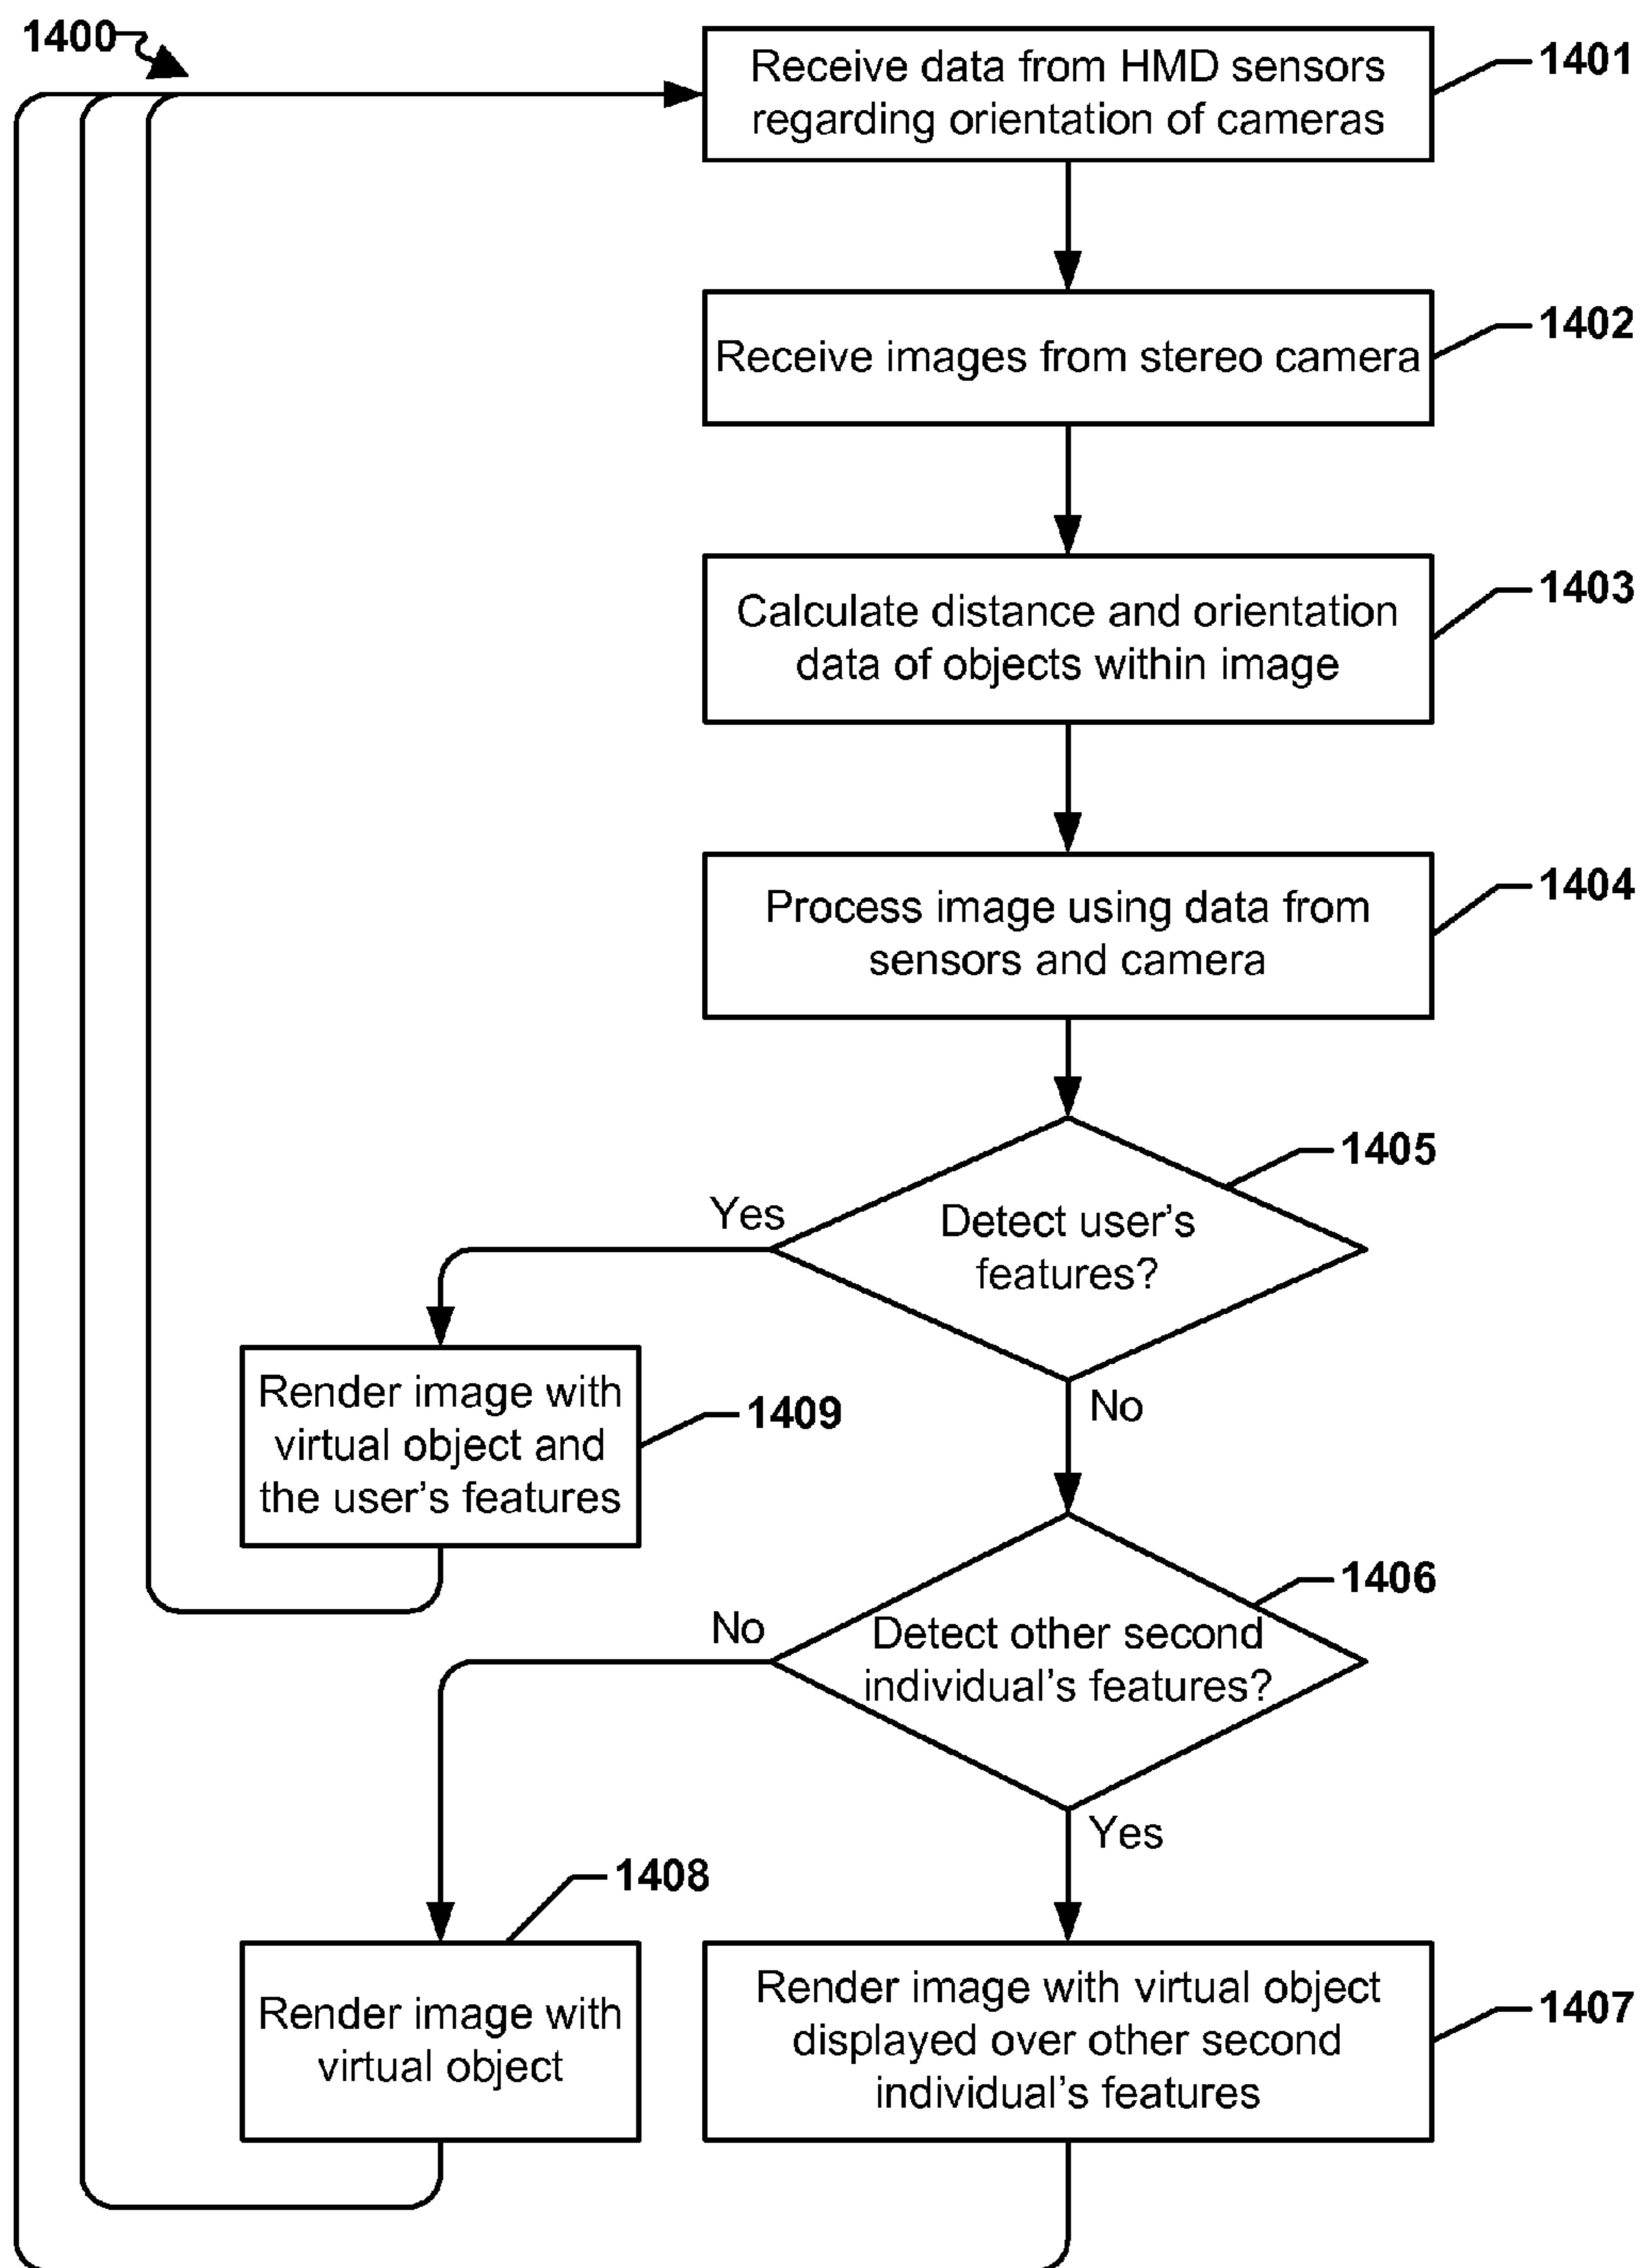 1400
Receive data from HMD sensors
regarding orientation of cameras
1401
Receive images from stereo camera
1402
Calculate distance and orientation
data of objects within image
1403
Process image using data from
sensors and camera
1404
Detect user's
features?
1405
Yes
No
Render image with
virtual object and
the user's features
1409
Detect other second
individual's features?
1406
No
Yes
Render image with
virtual object
1408
Render image with virtual object
displayed over other second
individual's features
1407